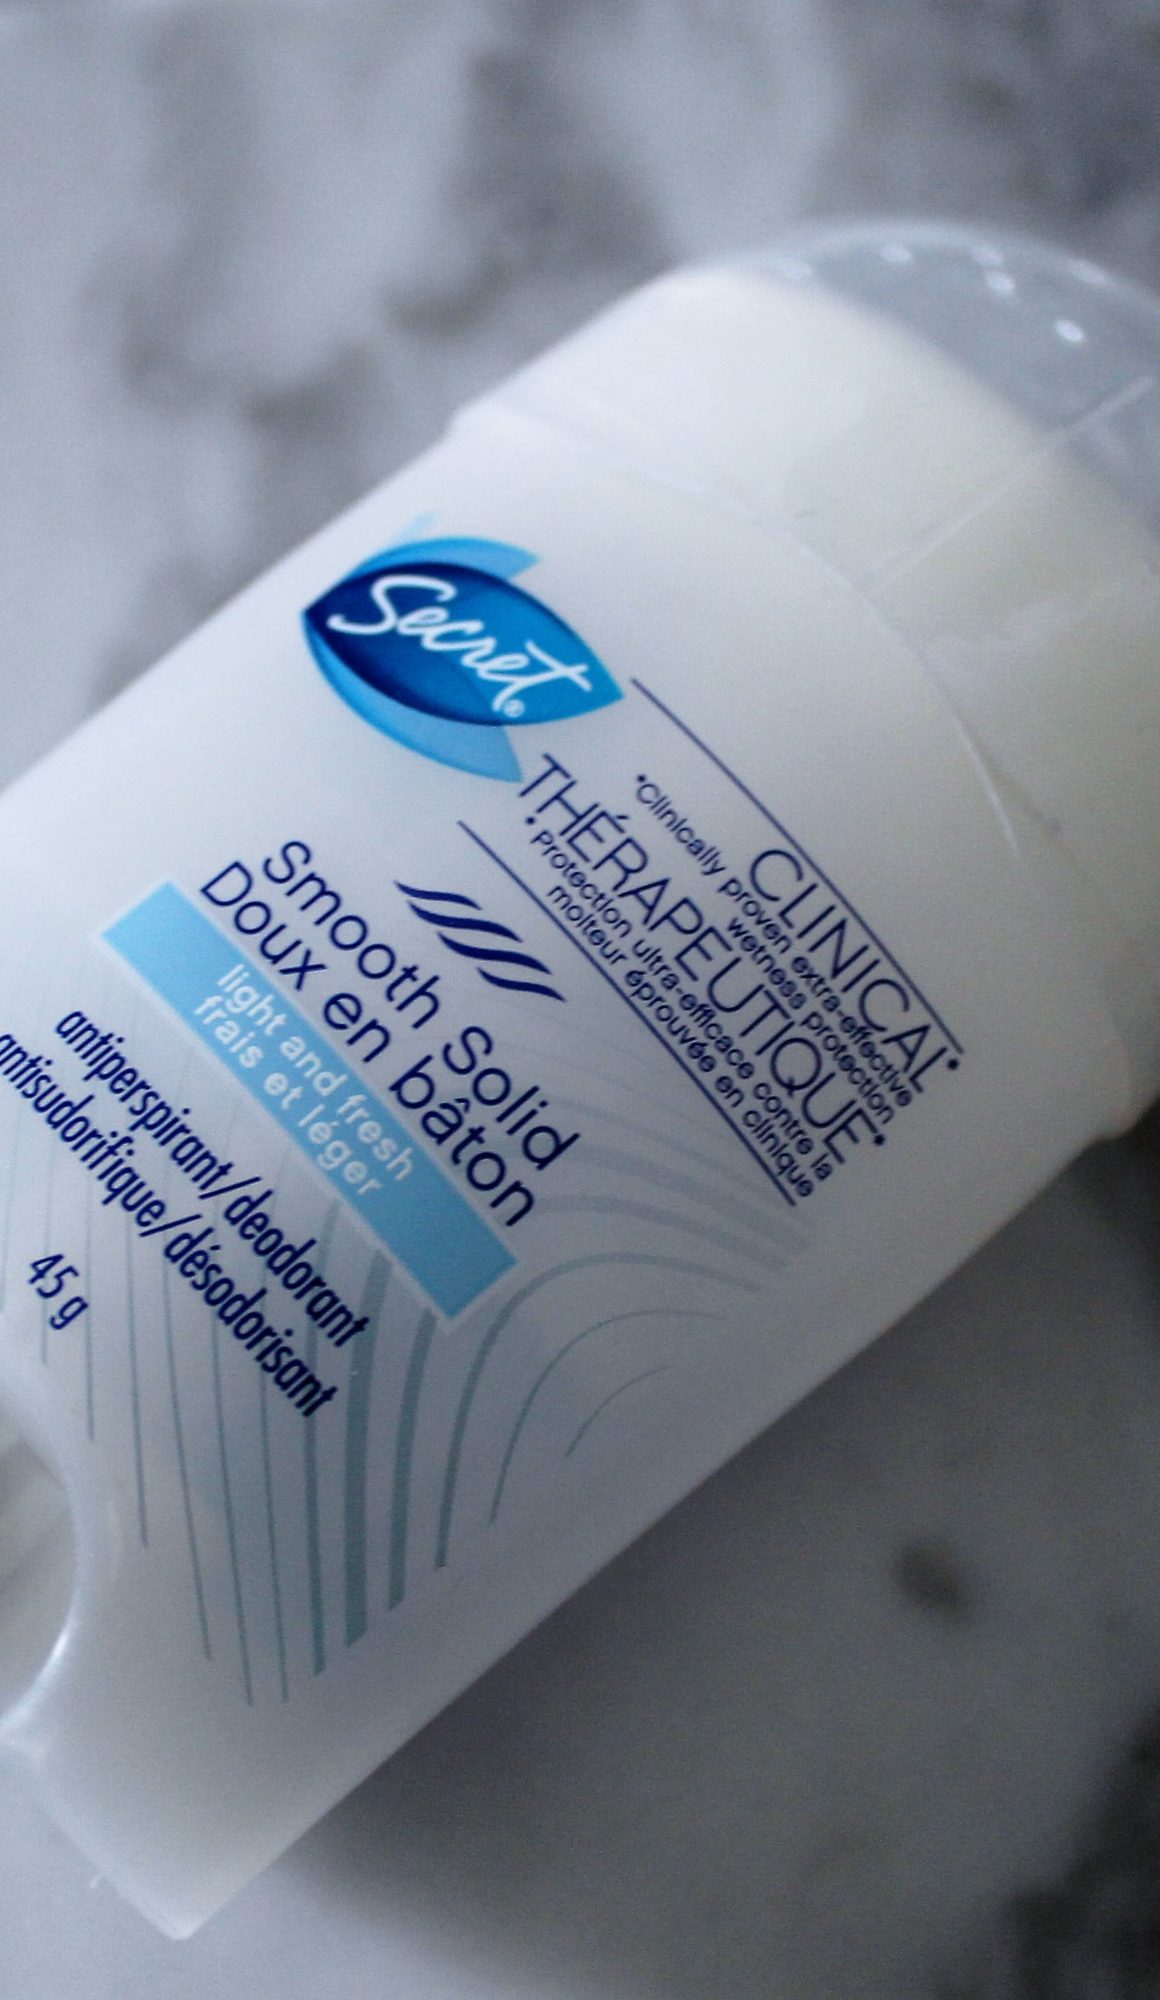 Secret®
CLINICAL*
*Clinically proven extra-effective
wetness protection
THÉRAPEUTIQUE*
*Protection ultra-efficace contre la
moiteur éprouvée en clinique
Smooth Solid
Doux en bâton
light and fresh
frais et léger
antiperspirant/deodorant
antisudorifique/désodorisant
45 g